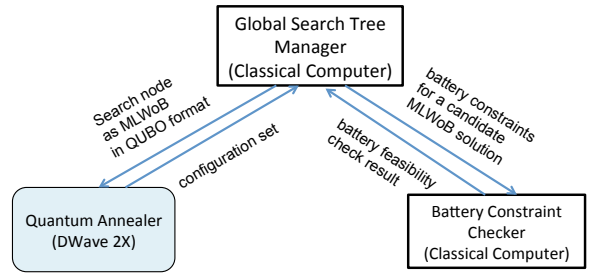 Global Search Tree
Manager
(Classical Computer)
Search node
as MLWoB
in QUBO format
configuration set
battery constraints
for a candidate
MLWoB solution
battery feasibility
check result
Quantum Annealer
(DWave 2X)
Battery Constraint
Checker
(Classical Computer)